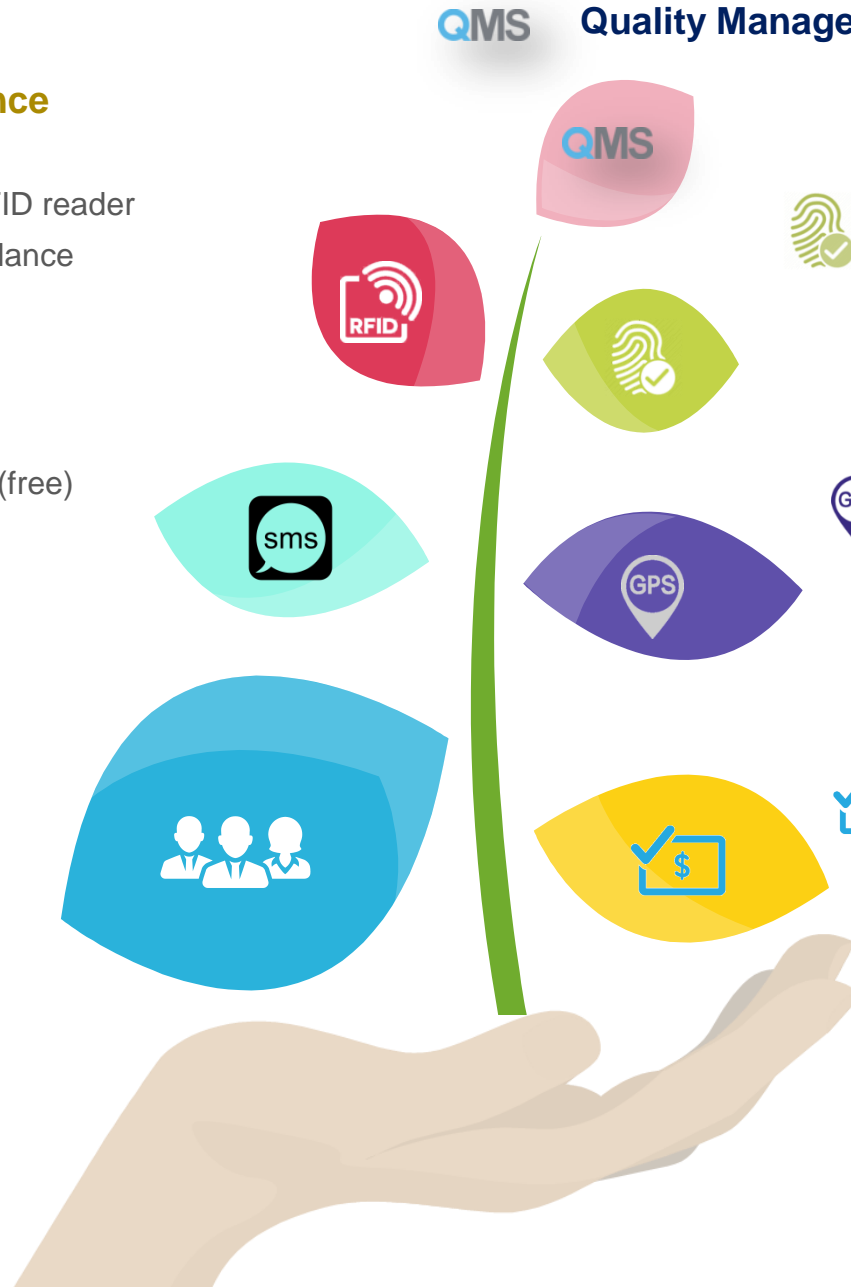 QMS Quality Manage
nce
ID reader
lance
(free)
QMS
RFID
sms
GPS
G
$